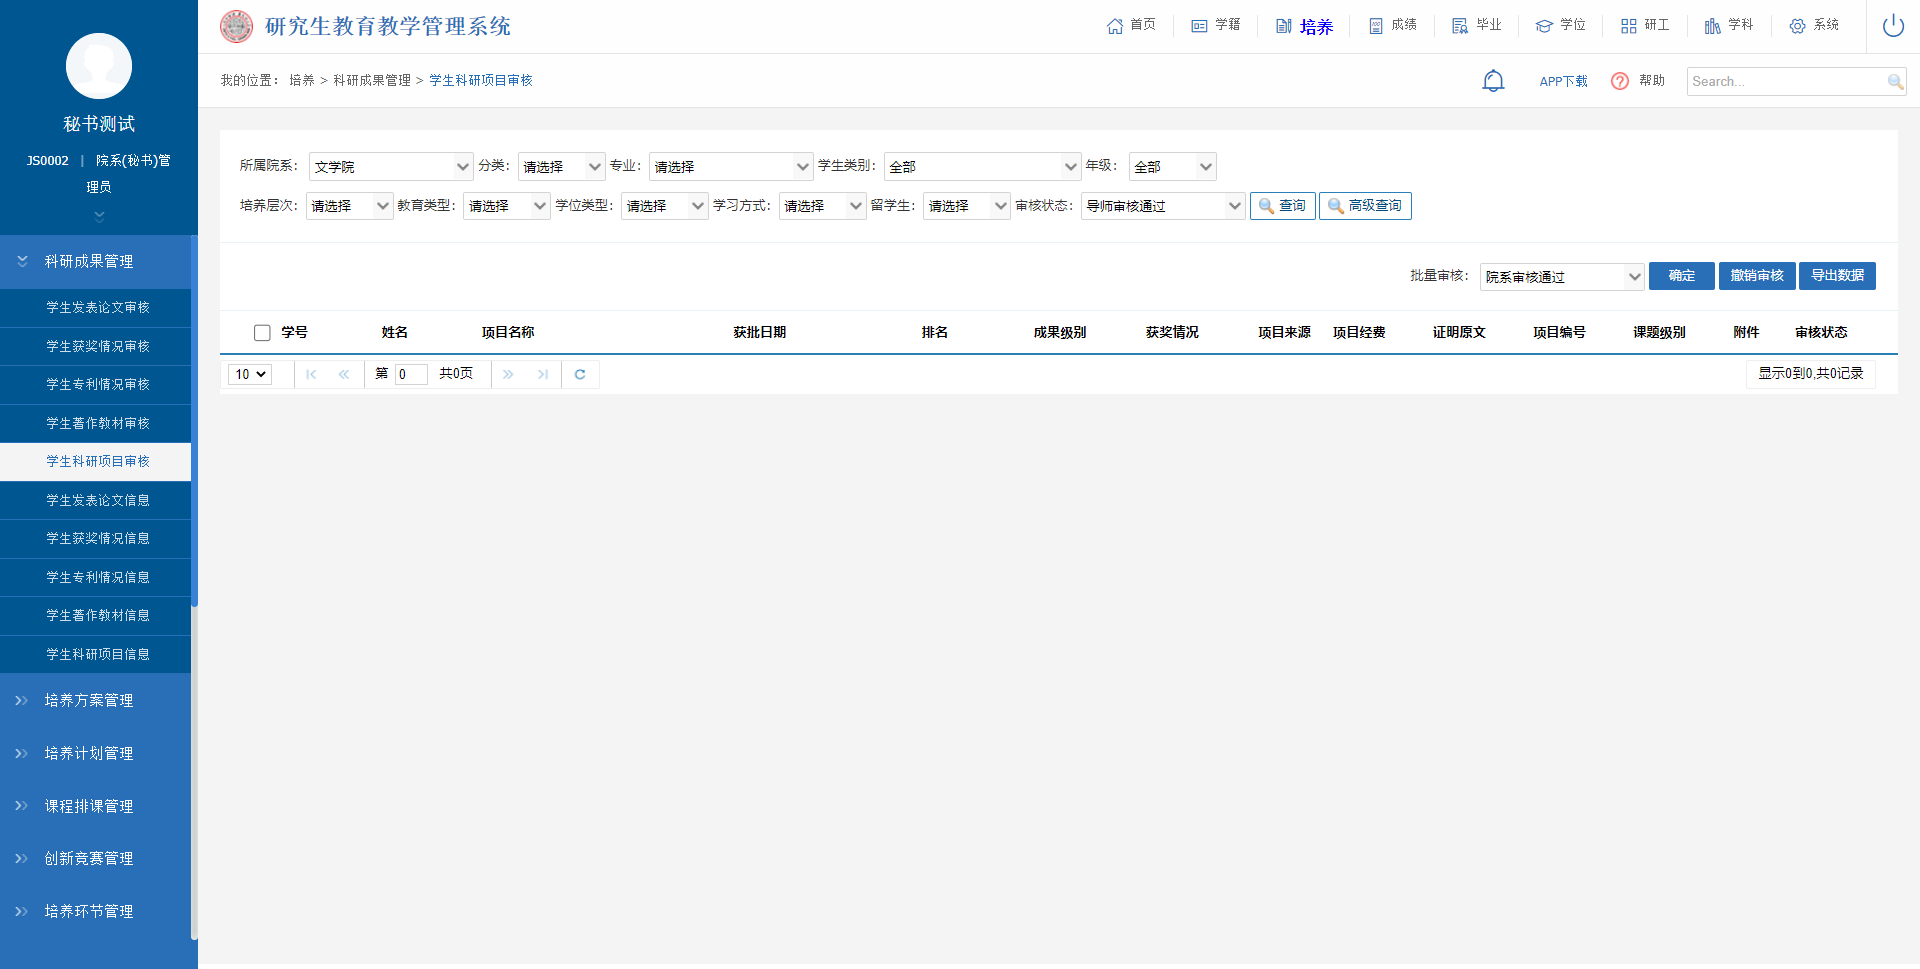 研究生教育教学管理系统
首页 学籍 培养 成绩 毕业 学位 研工 学科 系统
我的位置： 培养 > 科研成果管理 > 学生科研项目审核
APP下载 帮助 Search...
秘书测试
JS0002 | 院系(秘书)管
理员
科研成果管理
学生发表论文审核
学生获奖情况审核
学生专利情况审核
学生著作教材审核
学生科研项目审核
学生发表论文信息
学生获奖情况信息
学生专利情况信息
学生著作教材信息
学生科研项目信息
培养方案管理
培养计划管理
课程排课管理
创新竞赛管理
培养环节管理
所属院系： 文学院 分类： 请选择 专业： 请选择 学生类别： 全部 年级： 全部
培养层次： 请选择 教育类型： 请选择 学位类型： 请选择 学习方式： 请选择 留学生： 请选择 审核状态： 导师审核通过 查询 高级查询
批量审核： 院系审核通过 确定 撤销审核 导出数据
学号 姓名 项目名称 获批日期 排名 成果级别 获奖情况 项目来源 项目经费 证明原文 项目编号 课题级别 附件 审核状态
10 第 0 共0页 显示0到0,共0记录